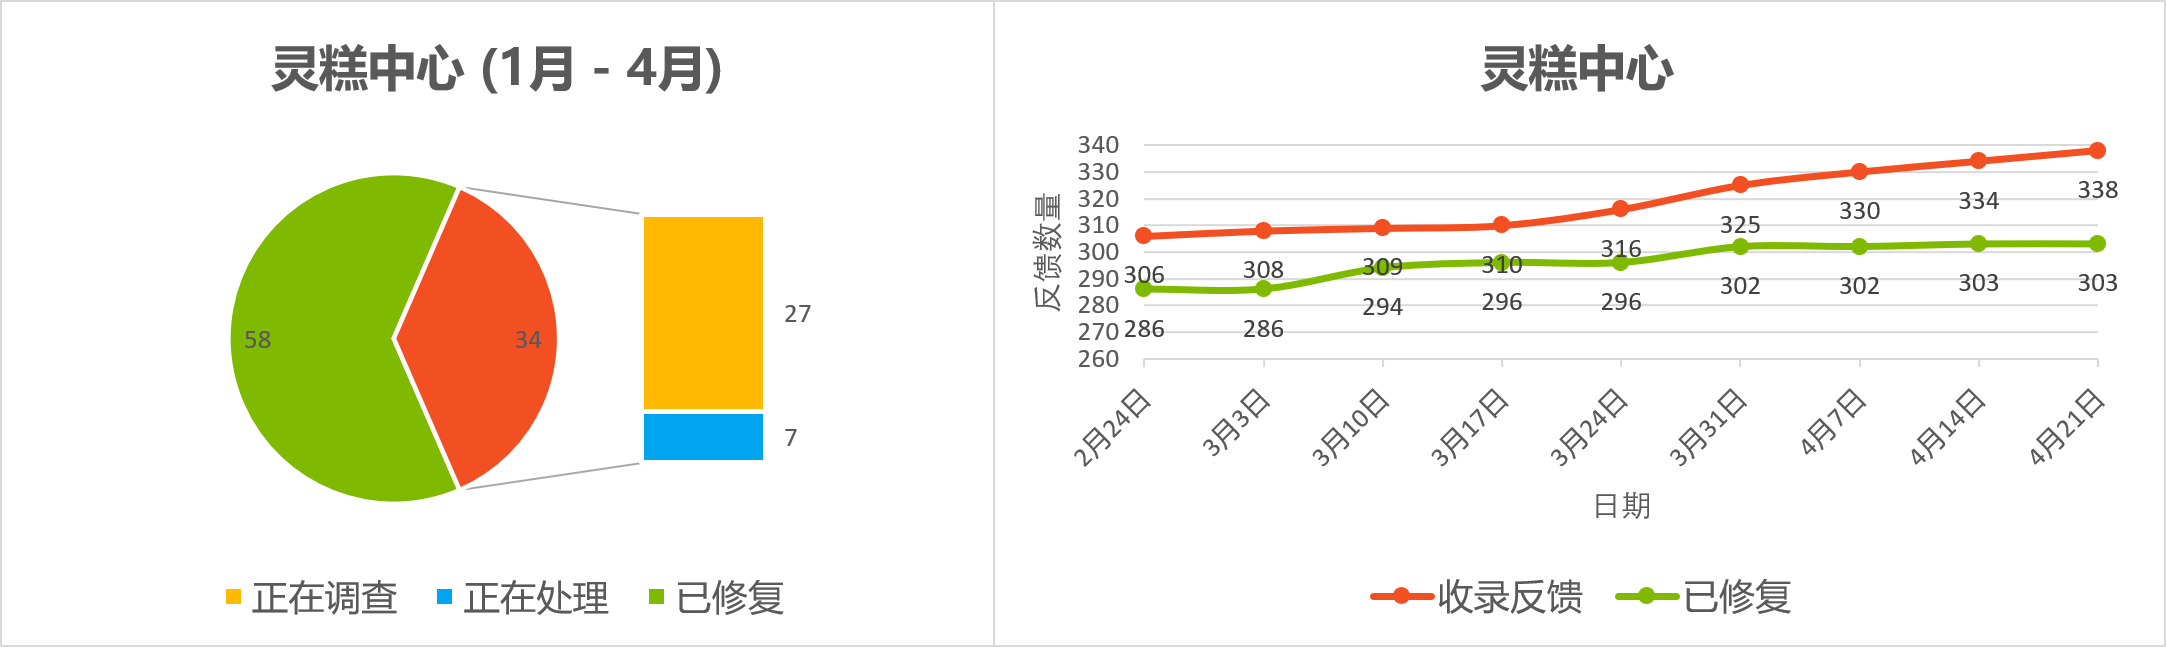 灵糕中心 (1月 - 4月)
58
34
27
7
正在调查
正在处理
已修复
灵糕中心
反馈数量
340
330
320
310
300
290
280
270
260
306 308 309 310 316 325 330 334 338
286 286 294 296 296 302 302 303 303
2月24日 3月3日 3月10日 3月17日 3月24日 3月31日 4月7日 4月14日 4月21日
日期
收录反馈
已修复